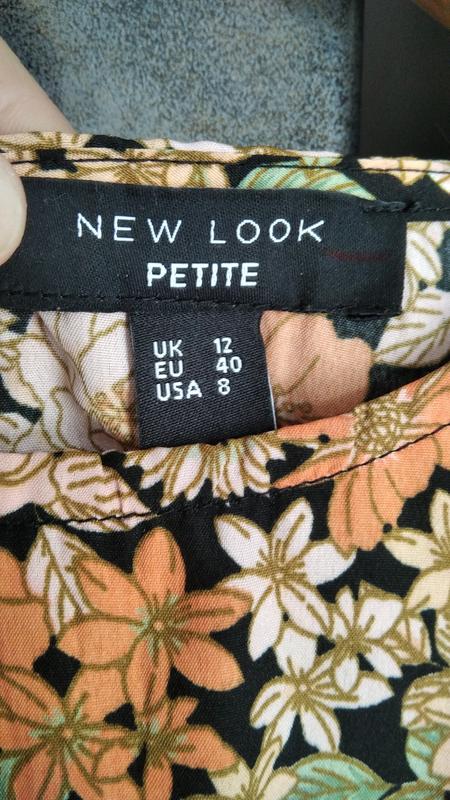 NEW LOOK
PETITE
UK 12
EU 40
USA 8